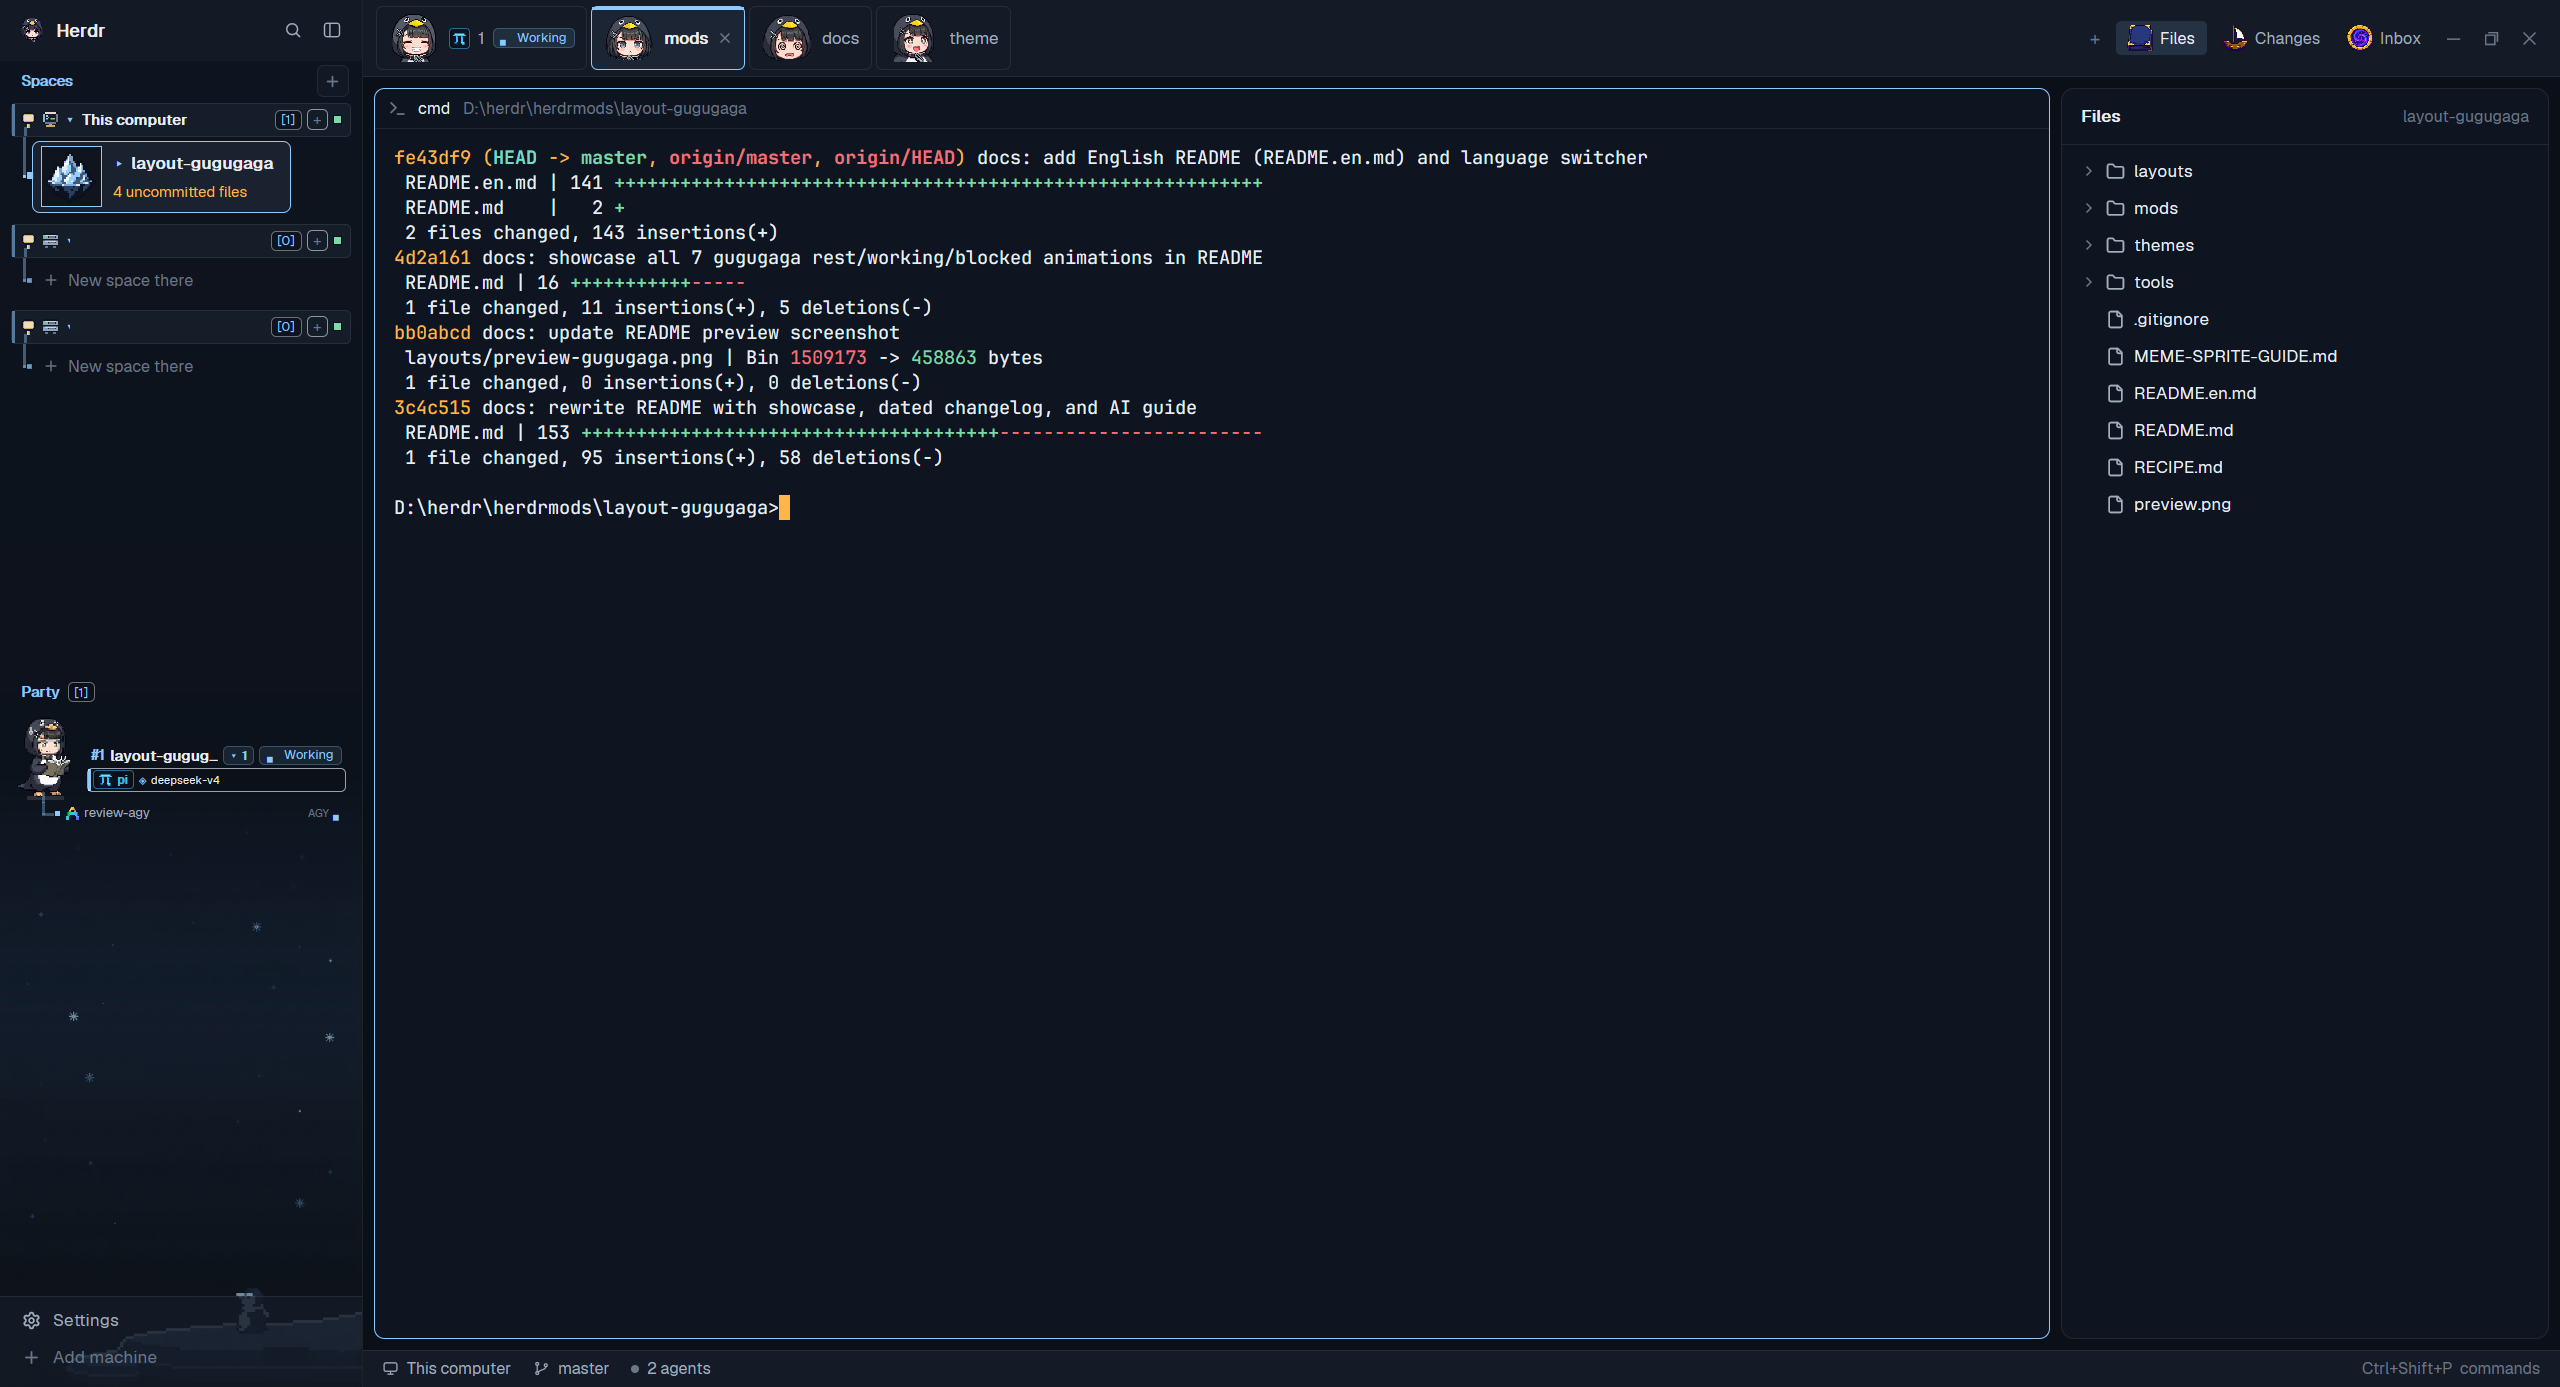 Herdr
Spaces
This computer [1] +
layout-gugugaga
4 uncommitted files
[0] +
+ New space there
[0] +
+ New space there
Party [1]
#1 layout-gugug… 1 Working
π pi deepseek-v4
review-agy AGY
Settings
+ Add machine
π 1 Working
mods ×
docs
theme
+ Files Changes Inbox
>_ cmd D:\herdr\herdrmods\layout-gugugaga
fe43df9 (HEAD -> master, origin/master, origin/HEAD) docs: add English README (README.en.md) and language switcher
README.en.md | 141 +++++++++++++++++++++++++++++++++++++++++++++++++++++++++++
README.md    |   2 +
2 files changed, 143 insertions(+)
4d2a161 docs: showcase all 7 gugugaga rest/working/blocked animations in README
README.md | 16 +++++++++++-----
1 file changed, 11 insertions(+), 5 deletions(-)
bb0abcd docs: update README preview screenshot
layouts/preview-gugugaga.png | Bin 1509173 -> 458863 bytes
1 file changed, 0 insertions(+), 0 deletions(-)
3c4c515 docs: rewrite README with showcase, dated changelog, and AI guide
README.md | 153 ++++++++++++++++++++++++++++++++++++++------------------------
1 file changed, 95 insertions(+), 58 deletions(-)
D:\herdr\herdrmods\layout-gugugaga>
Files layout-gugugaga
layouts
mods
themes
tools
.gitignore
MEME-SPRITE-GUIDE.md
README.en.md
README.md
RECIPE.md
preview.png
This computer master 2 agents
Ctrl+Shift+P commands